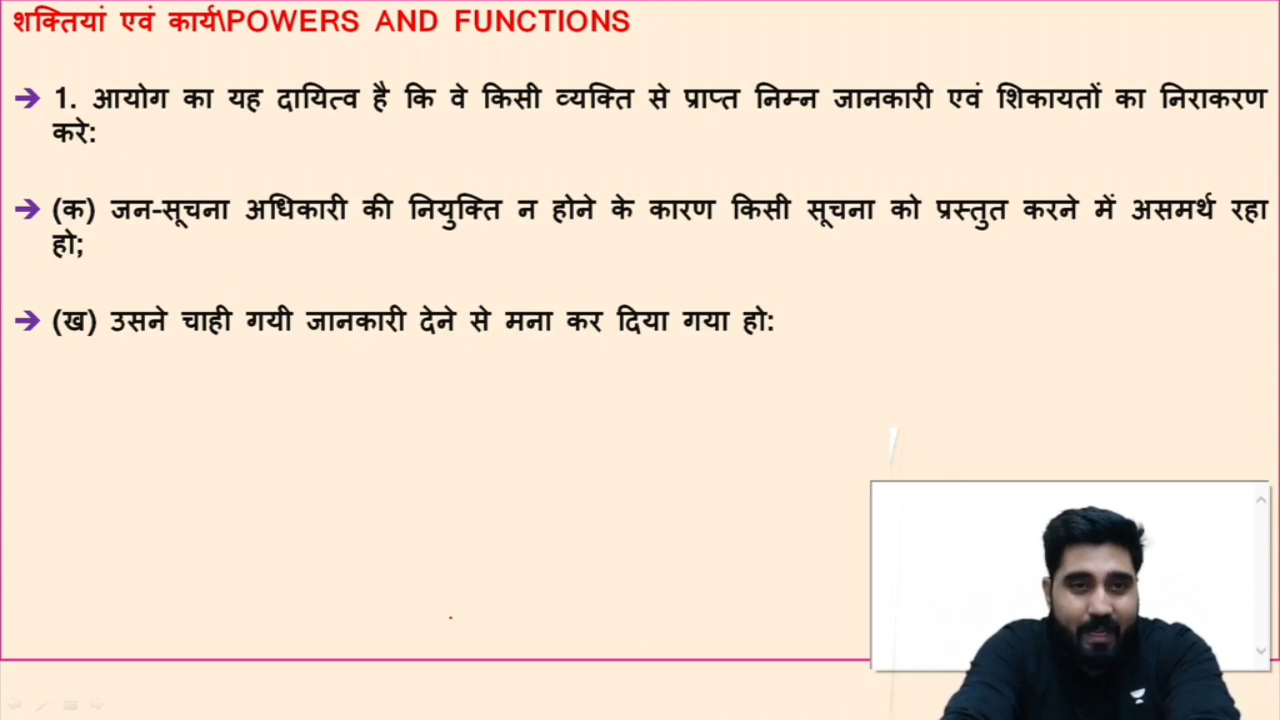 शक्तियां एवं कार्य\POWERS AND FUNCTIONS
➔ 1. आयोग का यह दायित्व है कि वे किसी व्यक्ति से प्राप्त निम्न जानकारी एवं शिकायतों का निराकरण
करे:
➔ (क) जन-सूचना अधिकारी की नियुक्ति न होने के कारण किसी सूचना को प्रस्तुत करने में असमर्थ रहा
हो;
➔ (ख) उसने चाही गयी जानकारी देने से मना कर दिया गया हो: